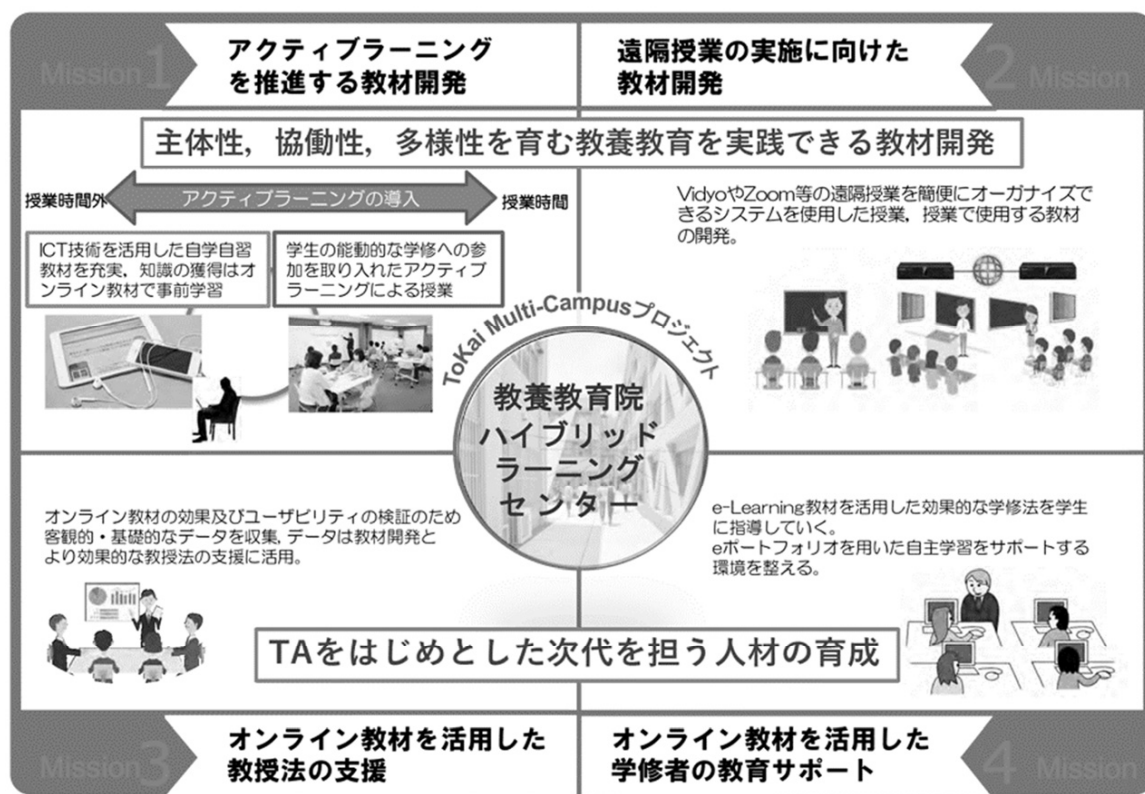 Mission 1
アクティブラーニング
を推進する教材開発
遠隔授業の実施に向けた
教材開発
2 Mission
主体性，協働性，多様性を育む教養教育を実践できる教材開発
授業時間外
アクティブラーニングの導入
授業時間
ICT技術を活用した自学自習
教材を充実、知識の獲得はオ
ンライン教材で事前学習
学生の能動的な学修への参
加を取り入れたアクティブ
ラーニングによる授業
VidyoやZoom等の遠隔授業を簡便にオーガナイズで
きるシステムを使用した授業，授業で使用する教材
の開発。
ToKai Multi-Campusプロジェクト
教養教育院
ハイブリッド
ラーニング
センター
オンライン教材の効果及びユーザビリティの検証のため
客観的・基礎的なデータを収集，データは教材開発と
より効果的な教授法の支援に活用。
e-Learning教材を活用した効果的な学修法を学生
に指導していく。
eポートフォリオを用いた自主学習をサポートする
環境を整える。
TAをはじめとした次代を担う人材の育成
Mission 3
オンライン教材を活用した
教授法の支援
オンライン教材を活用した
学修者の教育サポート
4 Mission